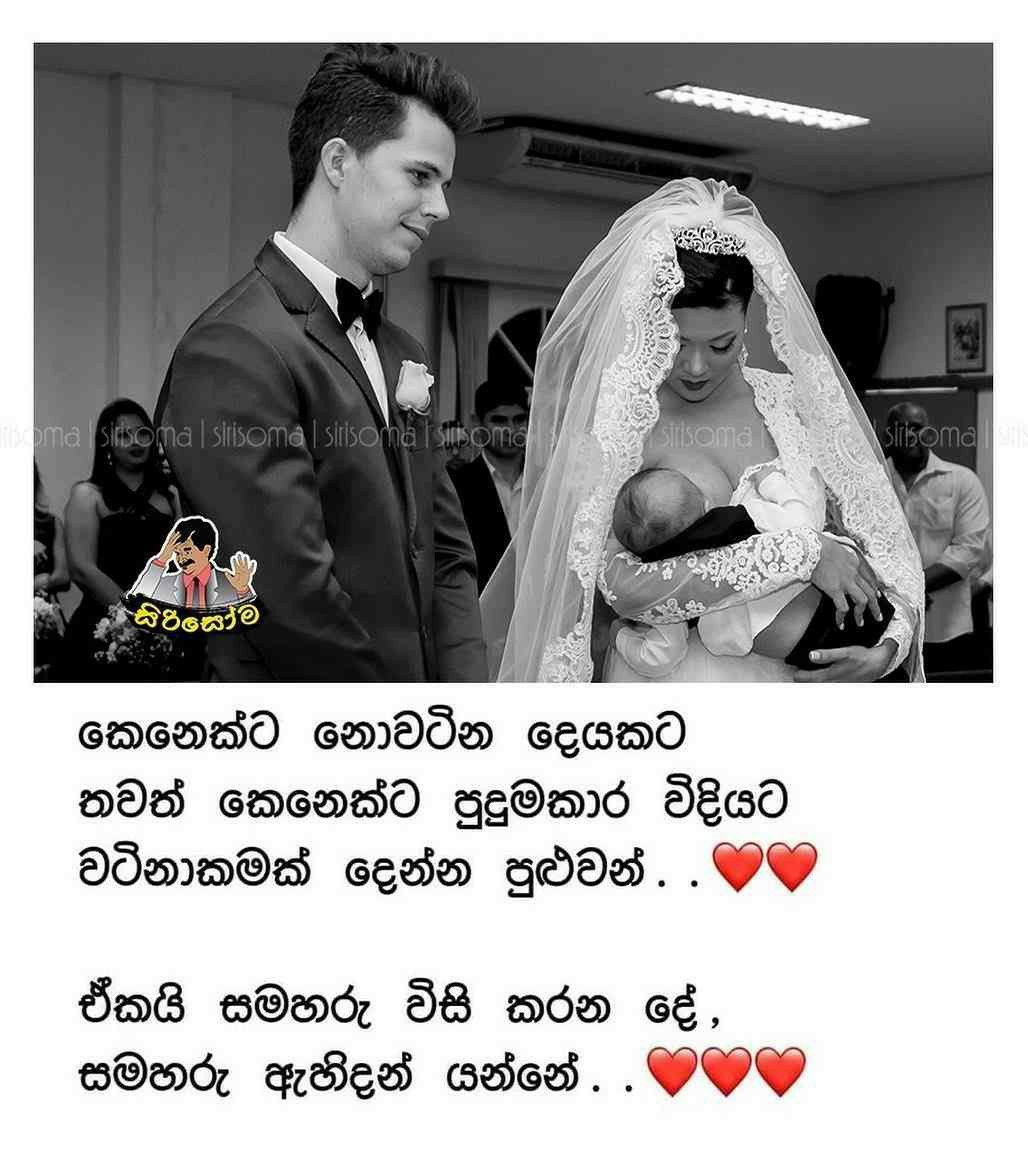 sirisoma | sirisoma | sirisoma | sirisoma | sirisoma | sirisoma | sirisoma
සිරිසෝම
කෙනෙක්ට නොවටින දෙයකට
තවත් කෙනෙක්ට පුදුමකාර විදියට
වටිනාකමක් දෙන්න පුළුවන්. .❤️❤️
ඒකයි සමහරු විසි කරන දේ,
සමහරු ඇහිදන් යන්නේ. .❤️❤️❤️